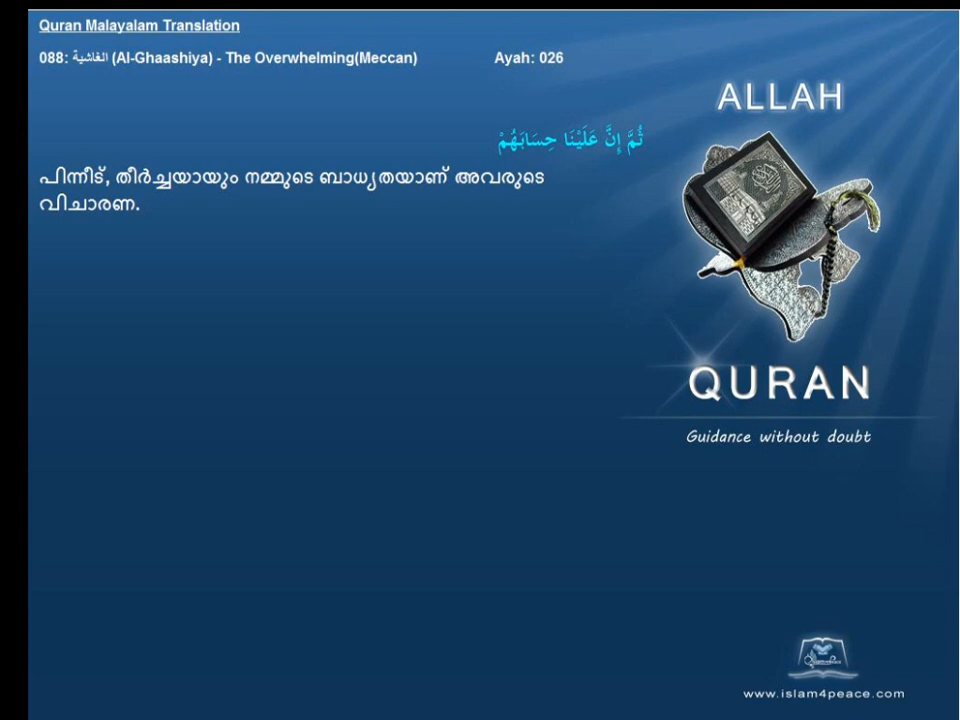 Quran Malayalam Translation
088: الغاشية (Al-Ghaashiya) - The Overwhelming(Meccan) Ayah: 026
ثُمَّ إِنَّ عَلَيْنَا حِسَابَهُمْ
പിന്നീട്, തീർച്ചയായും നമ്മുടെ ബാധ്യതയാണ് അവരുടെ
വിചാരണ.
ALLAH
QURAN
Guidance without doubt
www.islam4peace.com